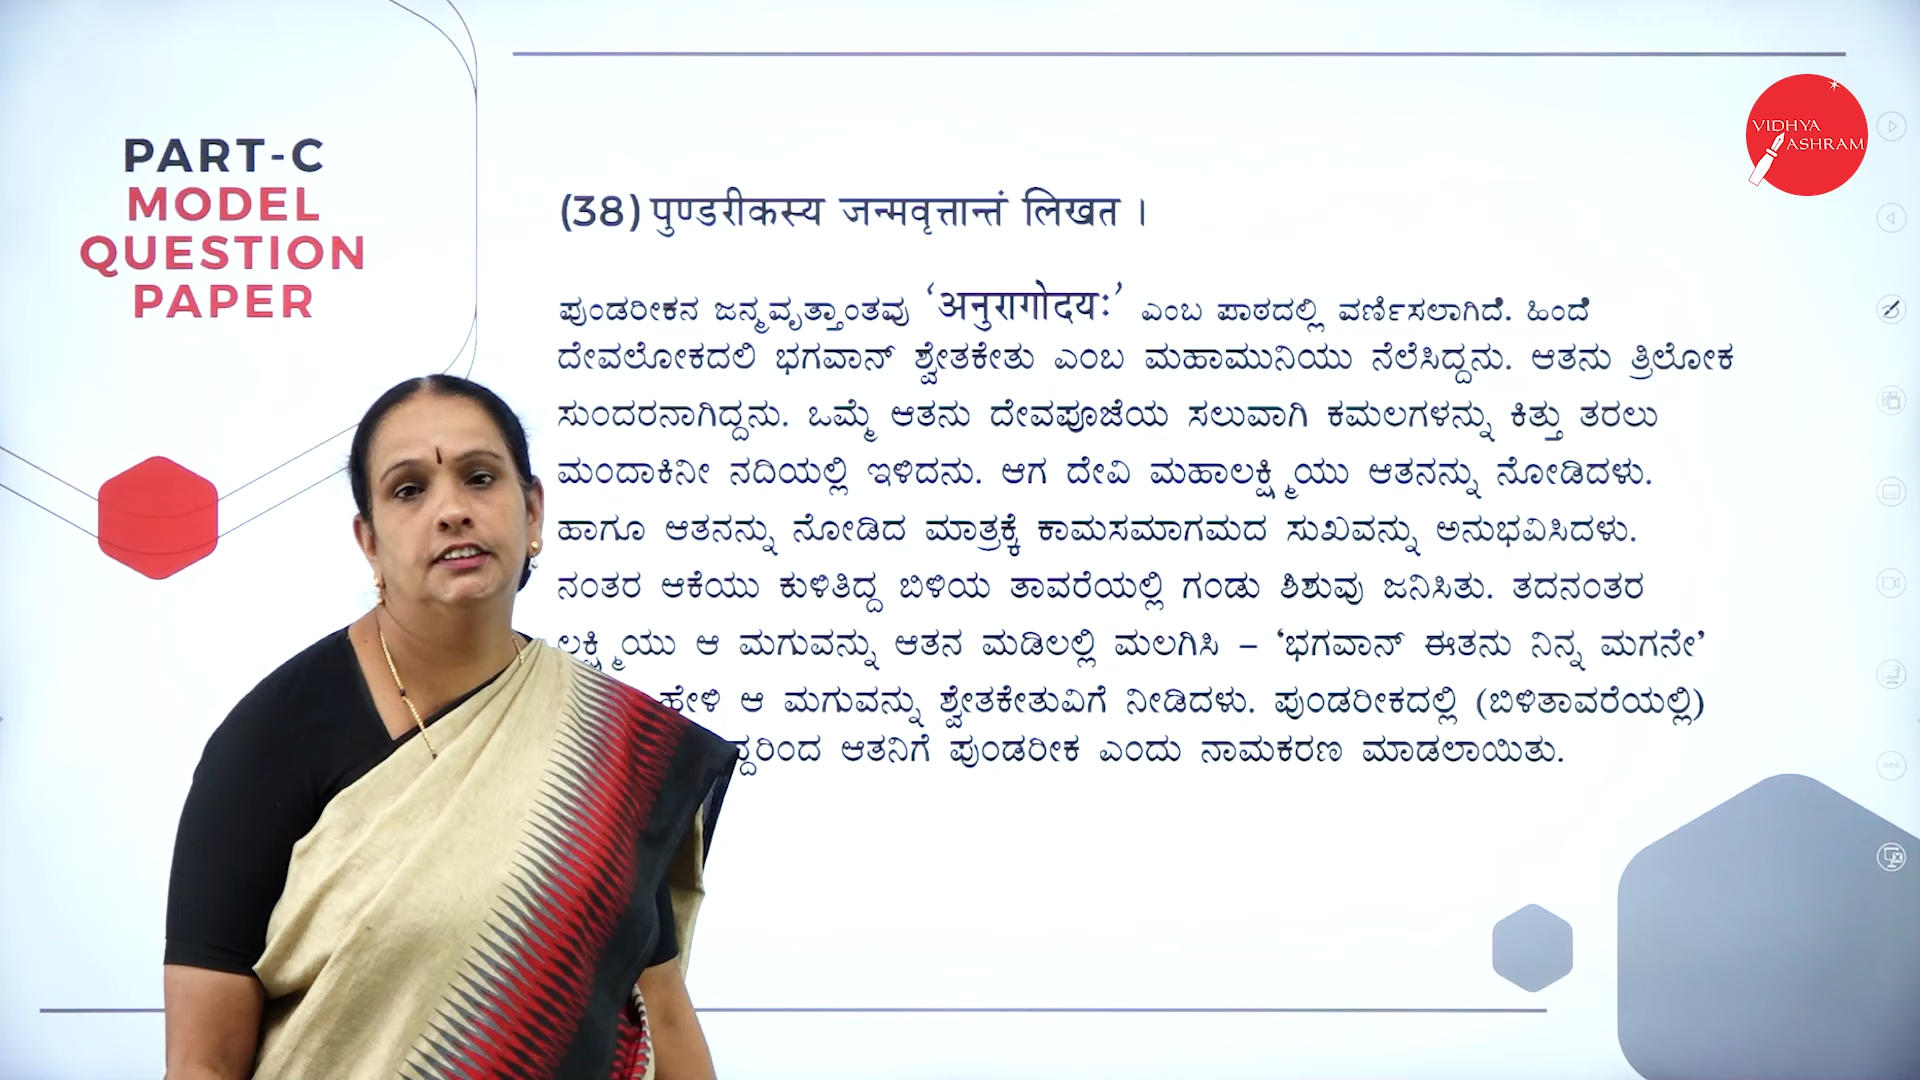 PART-C
MODEL
QUESTION
PAPER
VIDHYA
ASHRAM
(38) पुण्डरीकस्य जन्मवृत्तान्तं लिखत ।
ಪುಂಡರೀಕನ ಜನ್ಮವೃತ್ತಾಂತವು ‘अनुरागोदयः’ ಎಂಬ ಪಾಠದಲ್ಲಿ ವರ್ಣಿಸಲಾಗಿದೆ. ಹಿಂದೆ
ದೇವಲೋಕದಲಿ ಭಗವಾನ್ ಶ್ವೇತಕೇತು ಎಂಬ ಮಹಾಮುನಿಯು ನೆಲೆಸಿದ್ದನು. ಆತನು ತ್ರಿಲೋಕ
ಸುಂದರನಾಗಿದ್ದನು. ಒಮ್ಮೆ ಆತನು ದೇವಪೂಜೆಯ ಸಲುವಾಗಿ ಕಮಲಗಳನ್ನು ಕಿತ್ತು ತರಲು
ಮಂದಾಕಿನೀ ನದಿಯಲ್ಲಿ ಇಳಿದನು. ಆಗ ದೇವಿ ಮಹಾಲಕ್ಷ್ಮಿಯು ಆತನನ್ನು ನೋಡಿದಳು.
ಹಾಗೂ ಆತನನ್ನು ನೋಡಿದ ಮಾತ್ರಕ್ಕೆ ಕಾಮಸಮಾಗಮದ ಸುಖವನ್ನು ಅನುಭವಿಸಿದಳು.
ನಂತರ ಆಕೆಯು ಕುಳಿತಿದ್ದ ಬಿಳಿಯ ತಾವರೆಯಲ್ಲಿ ಗಂಡು ಶಿಶುವು ಜನಿಸಿತು. ತದನಂತರ
ಲಕ್ಷ್ಮಿಯು ಆ ಮಗುವನ್ನು ಆತನ ಮಡಿಲಲ್ಲಿ ಮಲಗಿಸಿ – ‘ಭಗವಾನ್ ಈತನು ನಿನ್ನ ಮಗನೇ’
ಹೇಳಿ ಆ ಮಗುವನ್ನು ಶ್ವೇತಕೇತುವಿಗೆ ನೀಡಿದಳು. ಪುಂಡರೀಕದಲ್ಲಿ (ಬಿಳಿತಾವರೆಯಲ್ಲಿ)
ದ್ದರಿಂದ ಆತನಿಗೆ ಪುಂಡರೀಕ ಎಂದು ನಾಮಕರಣ ಮಾಡಲಾಯಿತು.